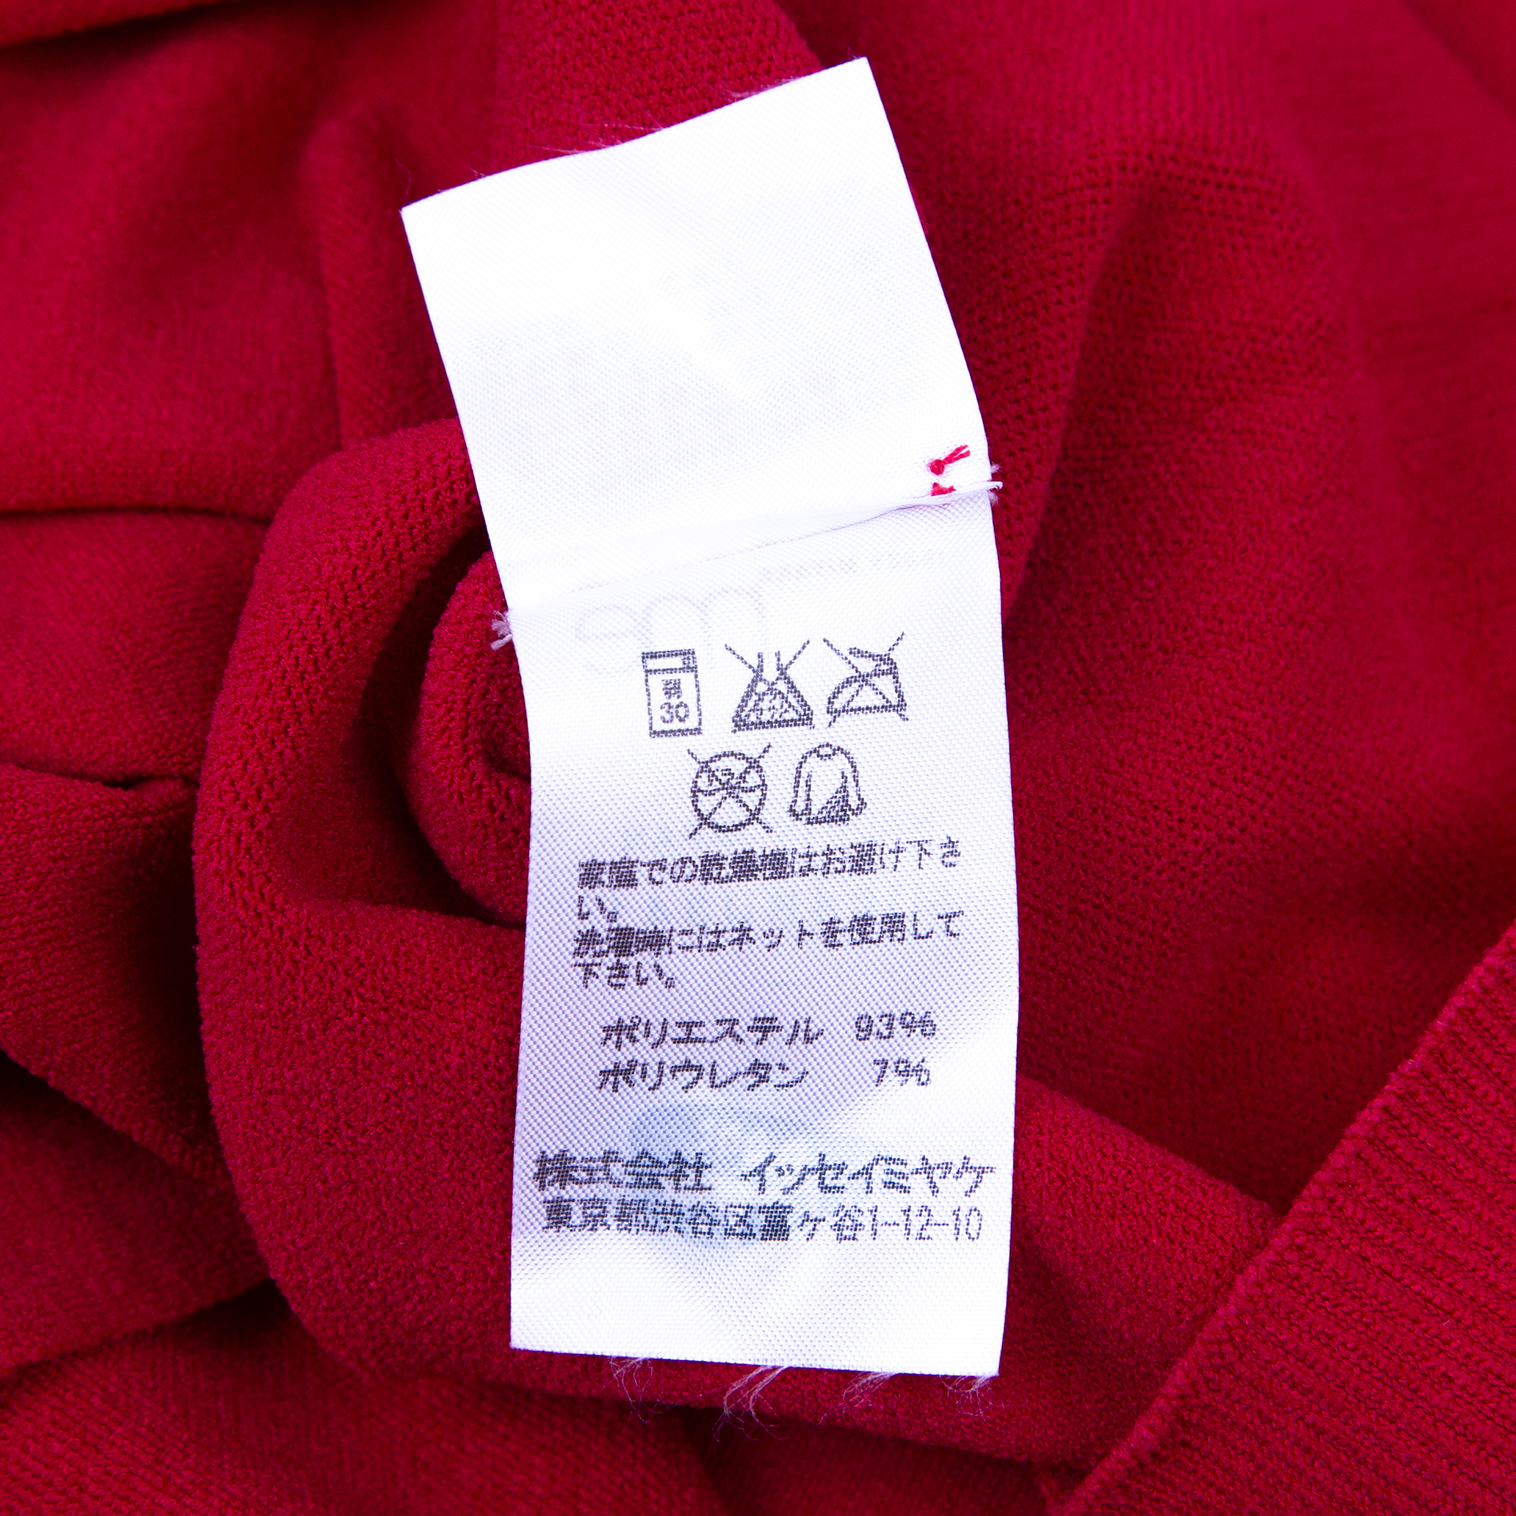 弱
30
家庭での乾燥機はお避け下さ
い。
洗濯時にはネットを使用して
下さい。
ポリエステル 93%
ポリウレタン 7%
株式会社 イッセイミヤケ
東京都渋谷区富ヶ谷1-12-10